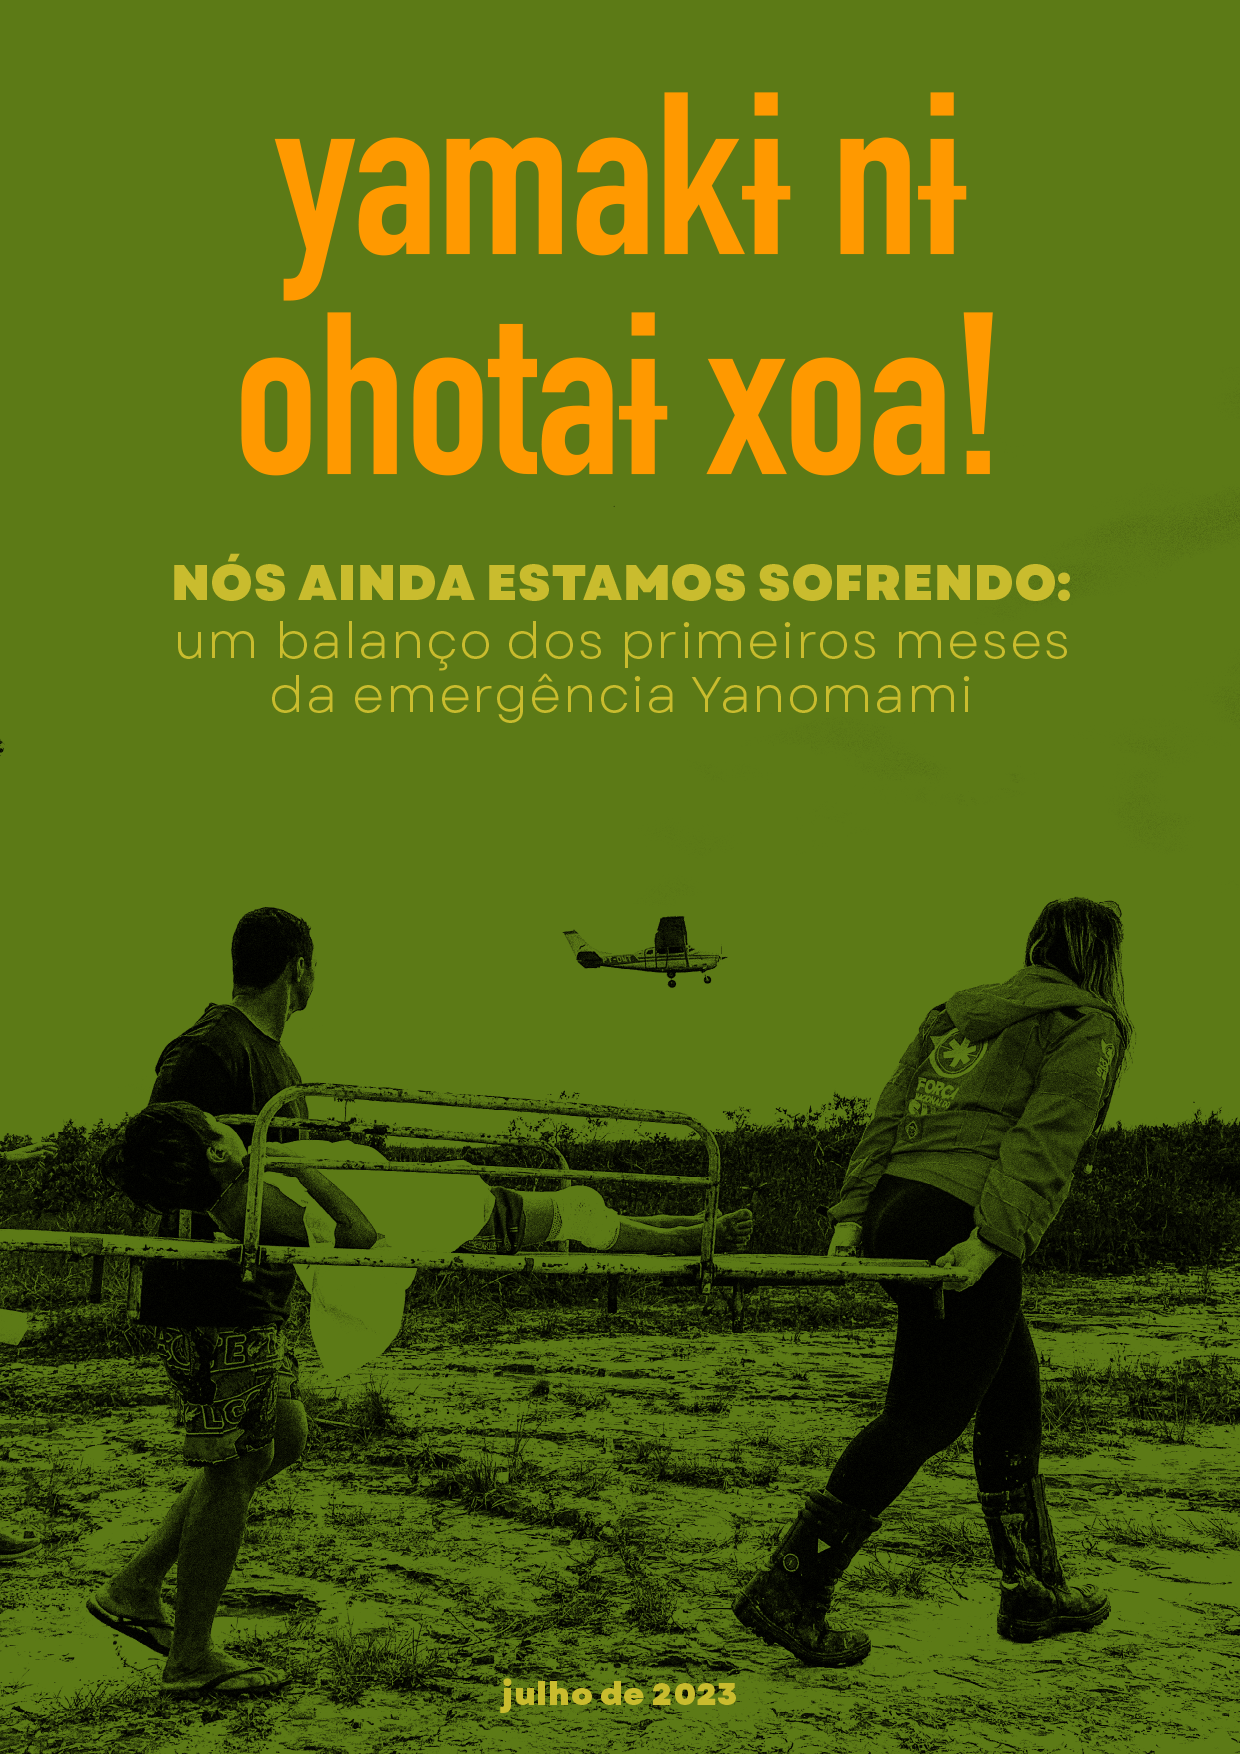 yamakɨ nɨ
ohotaɨ xoa!
NÓS AINDA ESTAMOS SOFRENDO:
um balanço dos primeiros meses
da emergência Yanomami
julho de 2023